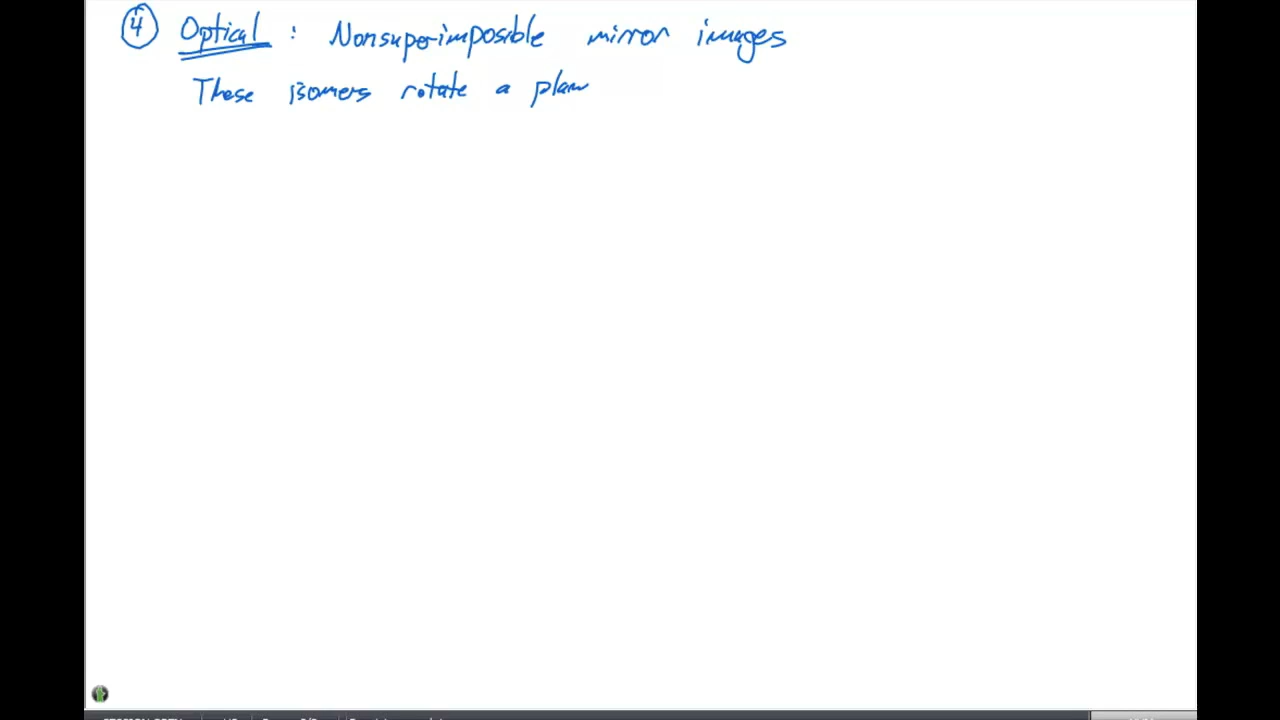 ④ Optical : Nonsuperimposible mirror images
These isomers rotate a plan